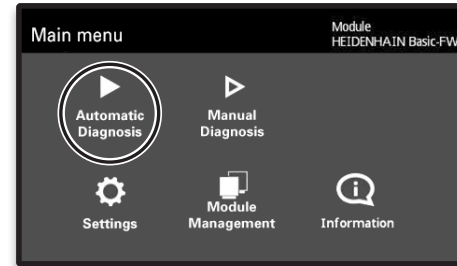 Main menu
Module
HEIDENHAIN Basic-FW
Automatic
Diagnosis
Manual
Diagnosis
Settings
Module
Management
Information